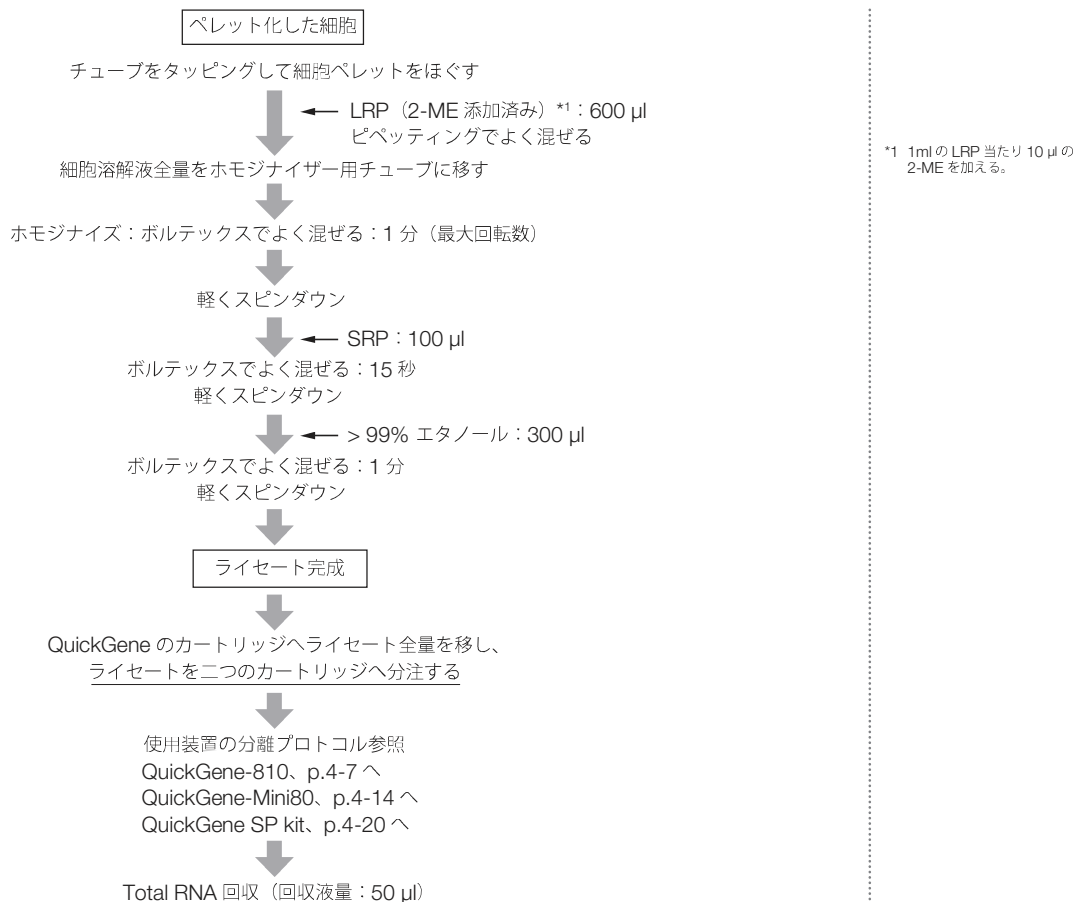 ペレット化した細胞
チューブをタッピングして細胞ペレットをほぐす
LRP（2-ME 添加済み）*1：600 µl
ピペッティングでよく混ぜる
*1 1mlの LRP 当たり 10 µl の
2-ME を加える。
細胞溶解液全量をホモジナイザー用チューブに移す
ホモジナイズ：ボルテックスでよく混ぜる：1 分（最大回転数）
軽くスピンダウン
SRP：100 µl
ボルテックスでよく混ぜる：15 秒
軽くスピンダウン
> 99% エタノール：300 µl
ボルテックスでよく混ぜる：1 分
軽くスピンダウン
ライセート完成
QuickGene のカートリッジへライセート全量を移し、
ライセートを二つのカートリッジへ分注する
使用装置の分離プロトコル参照
QuickGene-810、p.4-7 へ
QuickGene-Mini80、p.4-14 へ
QuickGene SP kit、p.4-20 へ
Total RNA 回収（回収液量：50 µl）